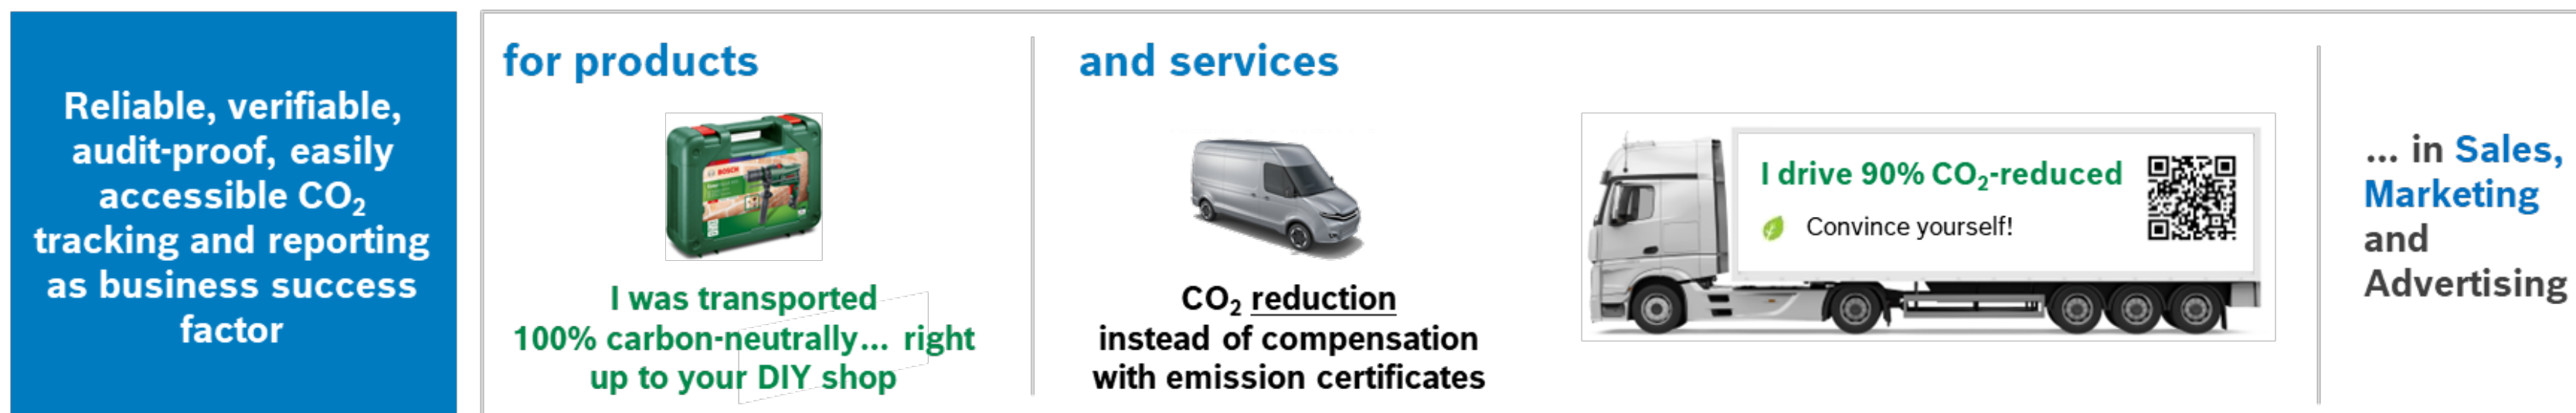 Reliable, verifiable,
audit-proof, easily
accessible CO₂
tracking and reporting
as business success
factor
for products
BOSCH
I was transported
100% carbon-neutrally... right
up to your DIY shop
and services
CO₂ reduction
instead of compensation
with emission certificates
I drive 90% CO₂-reduced
Convince yourself!
... in Sales,
Marketing
and
Advertising